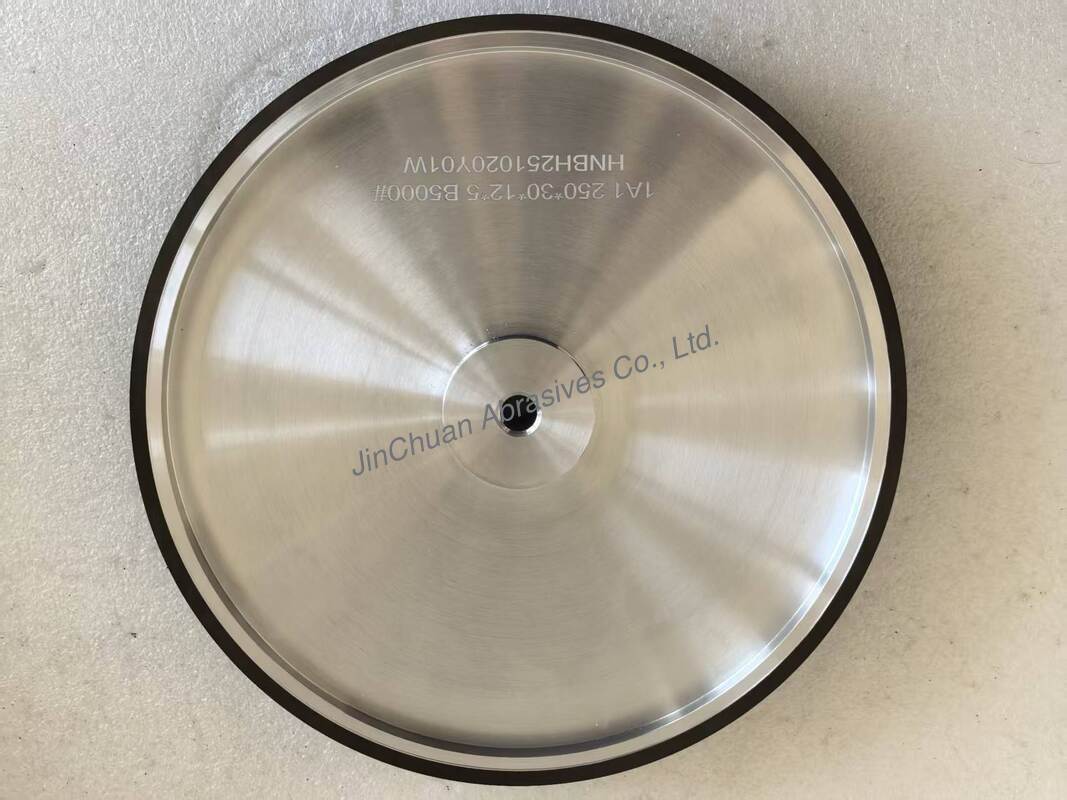 1A1 250*30*12*5 B5000#
HNBH251020Y01W
JinChuan Abrasives Co., Ltd.